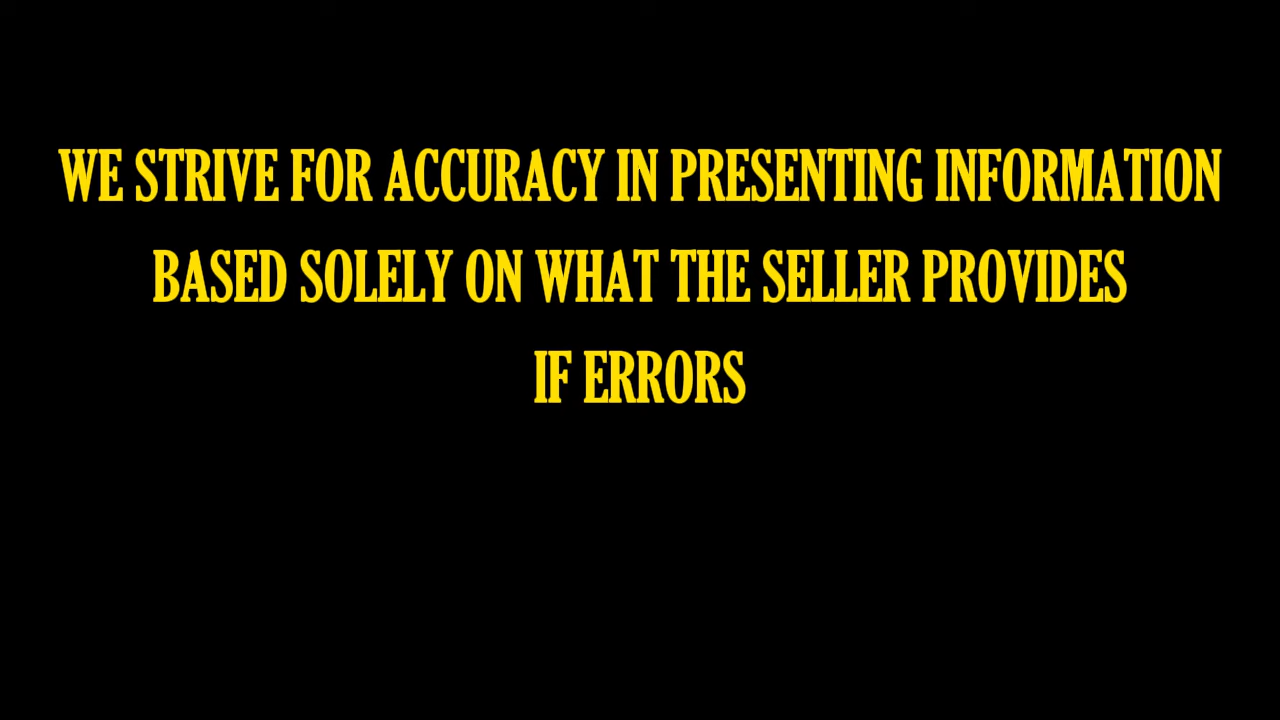 WE STRIVE FOR ACCURACY IN PRESENTING INFORMATION
BASED SOLELY ON WHAT THE SELLER PROVIDES
IF ERRORS